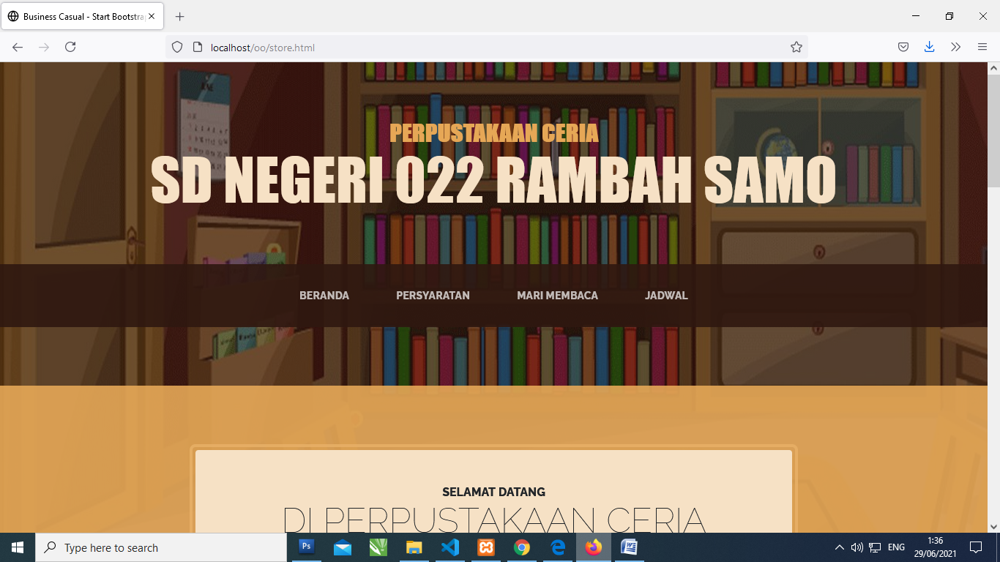 Business Casual - Start Bootstra
localhost/oo/store.html
PERPUSTAKAAN CERIA
SD NEGERI 022 RAMBAH SAMO
BERANDA PERSYARATAN MARI MEMBACA JADWAL
SELAMAT DATANG
DI PERPUSTAKAAN CERIA
Type here to search
Ps
ENG
1:36
29/06/2021